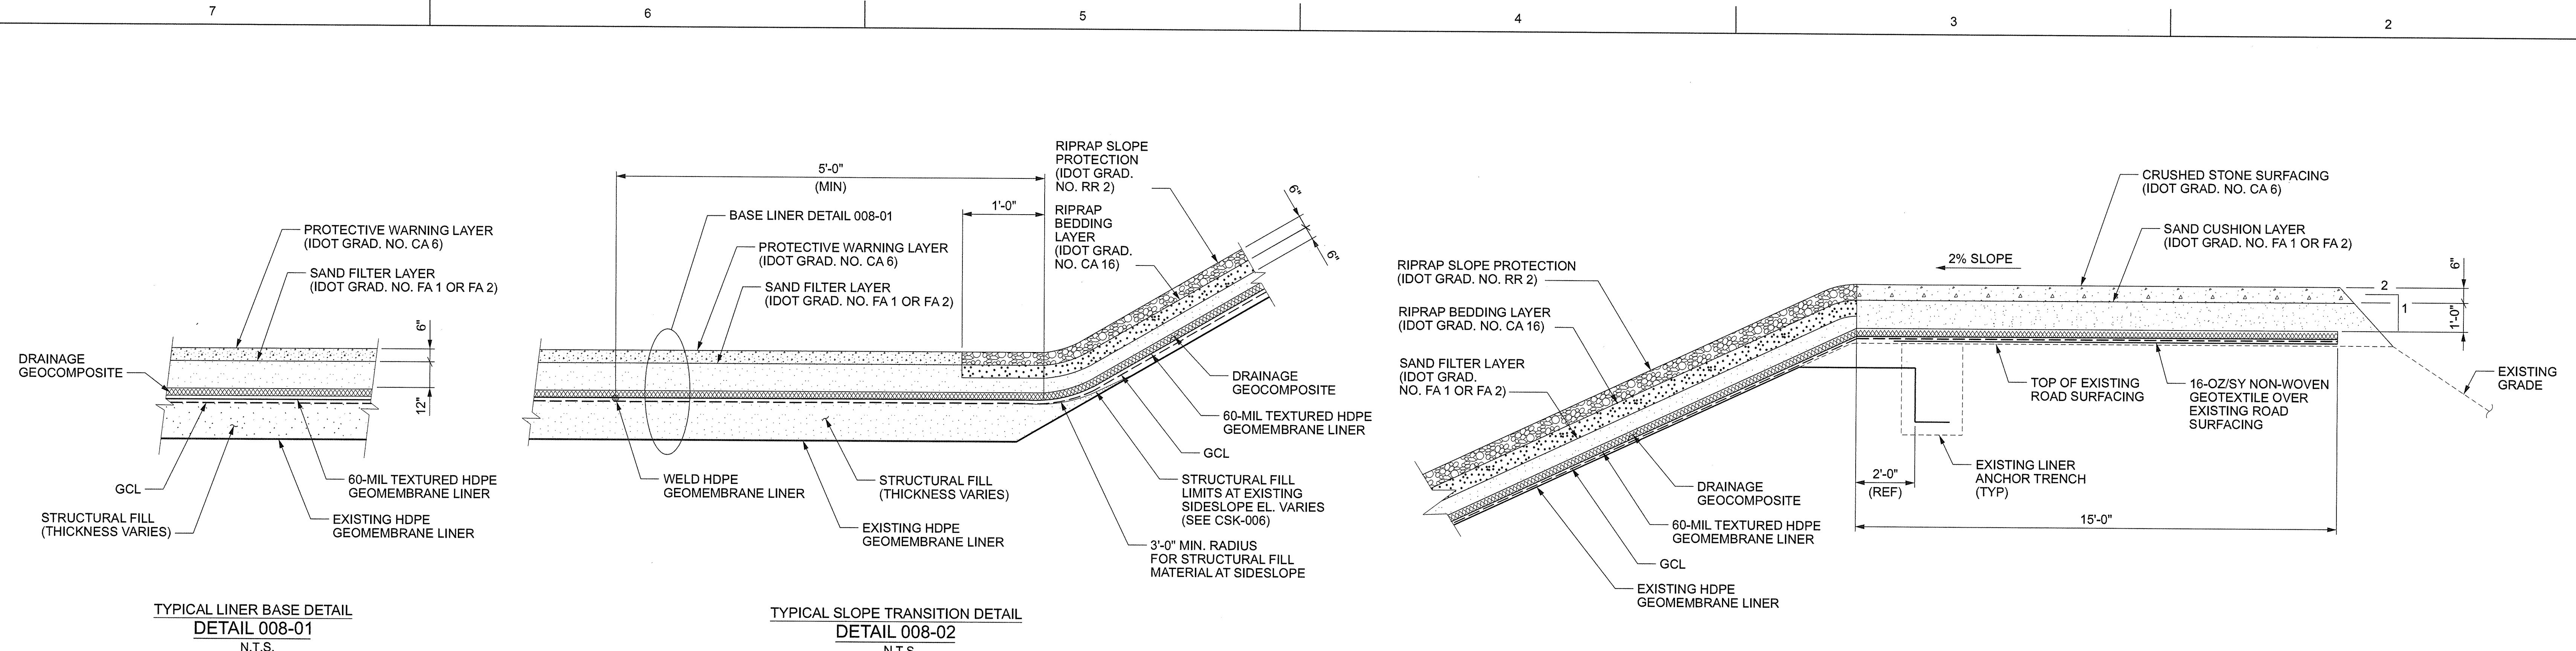 7
6
5
4
3
2
PROTECTIVE WARNING LAYER
(IDOT GRAD. NO. CA 6)
SAND FILTER LAYER
(IDOT GRAD. NO. FA 1 OR FA 2)
6"
12"
DRAINAGE
GEOCOMPOSITE
GCL
60-MIL TEXTURED HDPE
GEOMEMBRANE LINER
STRUCTURAL FILL
(THICKNESS VARIES)
EXISTING HDPE
GEOMEMBRANE LINER
TYPICAL LINER BASE DETAIL
DETAIL 008-01
N.T.S.
5'-0"
(MIN)
1'-0"
BASE LINER DETAIL 008-01
PROTECTIVE WARNING LAYER
(IDOT GRAD. NO. CA 6)
SAND FILTER LAYER
(IDOT GRAD. NO. FA 1 OR FA 2)
RIPRAP SLOPE
PROTECTION
(IDOT GRAD.
NO. RR 2)
RIPRAP
BEDDING
LAYER
(IDOT GRAD.
NO. CA 16)
6"
6"
DRAINAGE
GEOCOMPOSITE
60-MIL TEXTURED HDPE
GEOMEMBRANE LINER
GCL
STRUCTURAL FILL
LIMITS AT EXISTING
SIDESLOPE EL. VARIES
(SEE CSK-006)
3'-0" MIN. RADIUS
FOR STRUCTURAL FILL
MATERIAL AT SIDESLOPE
WELD HDPE
GEOMEMBRANE LINER
STRUCTURAL FILL
(THICKNESS VARIES)
EXISTING HDPE
GEOMEMBRANE LINER
TYPICAL SLOPE TRANSITION DETAIL
DETAIL 008-02
N.T.S.
RIPRAP SLOPE PROTECTION
(IDOT GRAD. NO. RR 2)
RIPRAP BEDDING LAYER
(IDOT GRAD. NO. CA 16)
SAND FILTER LAYER
(IDOT GRAD.
NO. FA 1 OR FA 2)
2% SLOPE
CRUSHED STONE SURFACING
(IDOT GRAD. NO. CA 6)
SAND CUSHION LAYER
(IDOT GRAD. NO. FA 1 OR FA 2)
2
1
6"
1'-0"
EXISTING
GRADE
TOP OF EXISTING
ROAD SURFACING
16-OZ/SY NON-WOVEN
GEOTEXTILE OVER
EXISTING ROAD
SURFACING
EXISTING LINER
ANCHOR TRENCH
(TYP)
2'-0"
(REF)
15'-0"
DRAINAGE
GEOCOMPOSITE
60-MIL TEXTURED HDPE
GEOMEMBRANE LINER
GCL
EXISTING HDPE
GEOMEMBRANE LINER